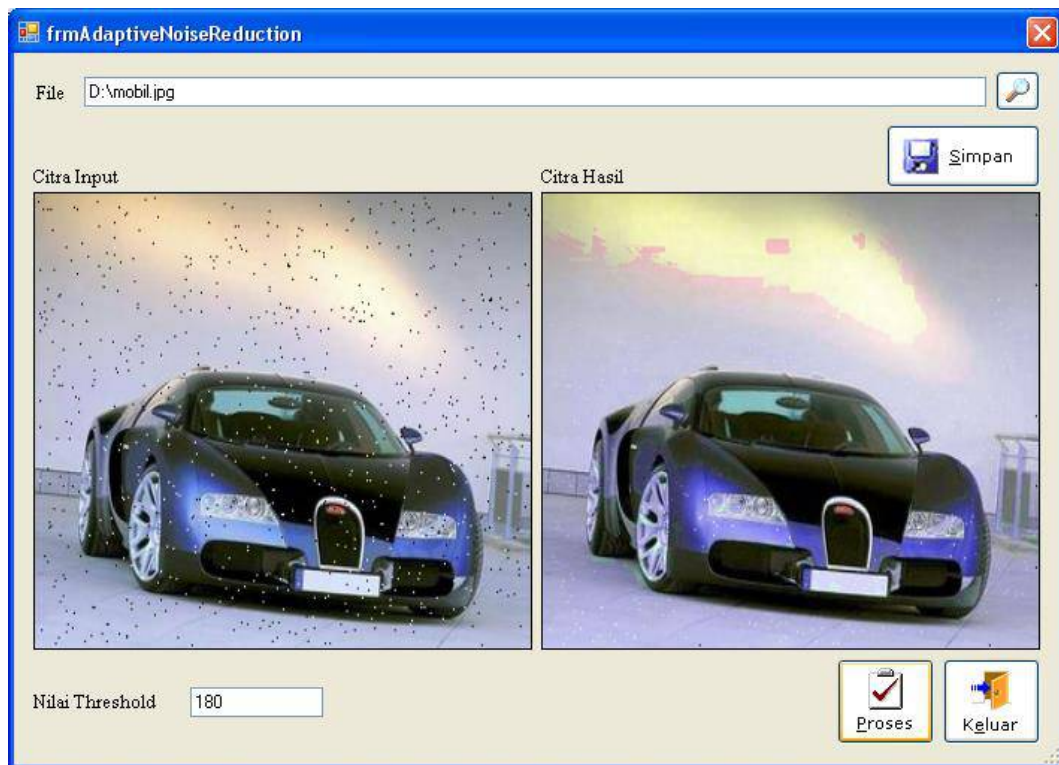 frmAdaptiveNoiseReduction
File D:\mobil.jpg
Simpan
Citra Input
Citra Hasil
Nilai Threshold 180
Proses
Keluar